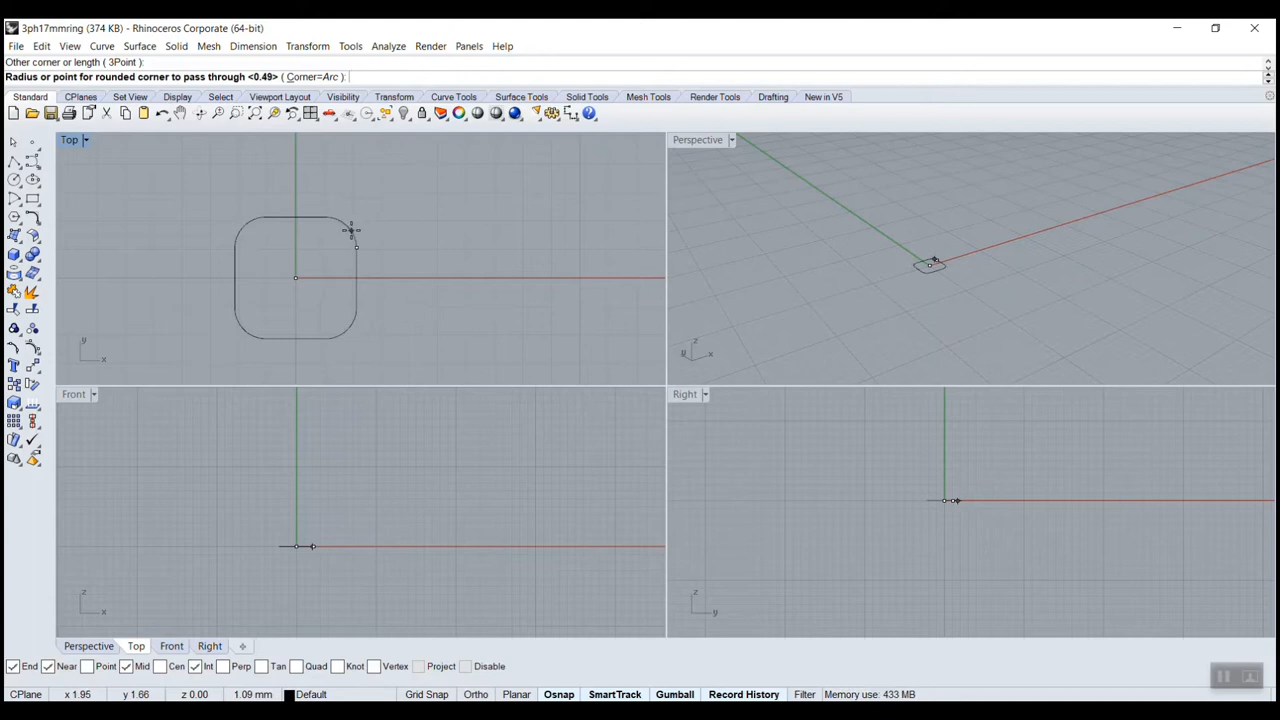 3ph17mmring (374 KB) - Rhinoceros Corporate (64-bit)
File Edit View Curve Surface Solid Mesh Dimension Transform Tools Analyze Render Panels Help
Other corner or length ( 3Point ):
Radius or point for rounded corner to pass through <0.49> ( Corner=Arc ):
Standard CPlanes Set View Display Select Viewport Layout Visibility Transform Curve Tools Surface Tools Solid Tools Mesh Tools Render Tools Drafting New in V5
Top
Perspective
y
x
z
y
x
Front
Right
z
x
z
y
Perspective Top Front Right
End Near Point Mid Cen Int Perp Tan Quad Knot Vertex Project Disable
CPlane x 1.95 y 1.66 z 0.00 1.09 mm Default Grid Snap Ortho Planar Osnap SmartTrack Gumball Record History Filter Memory use: 433 MB